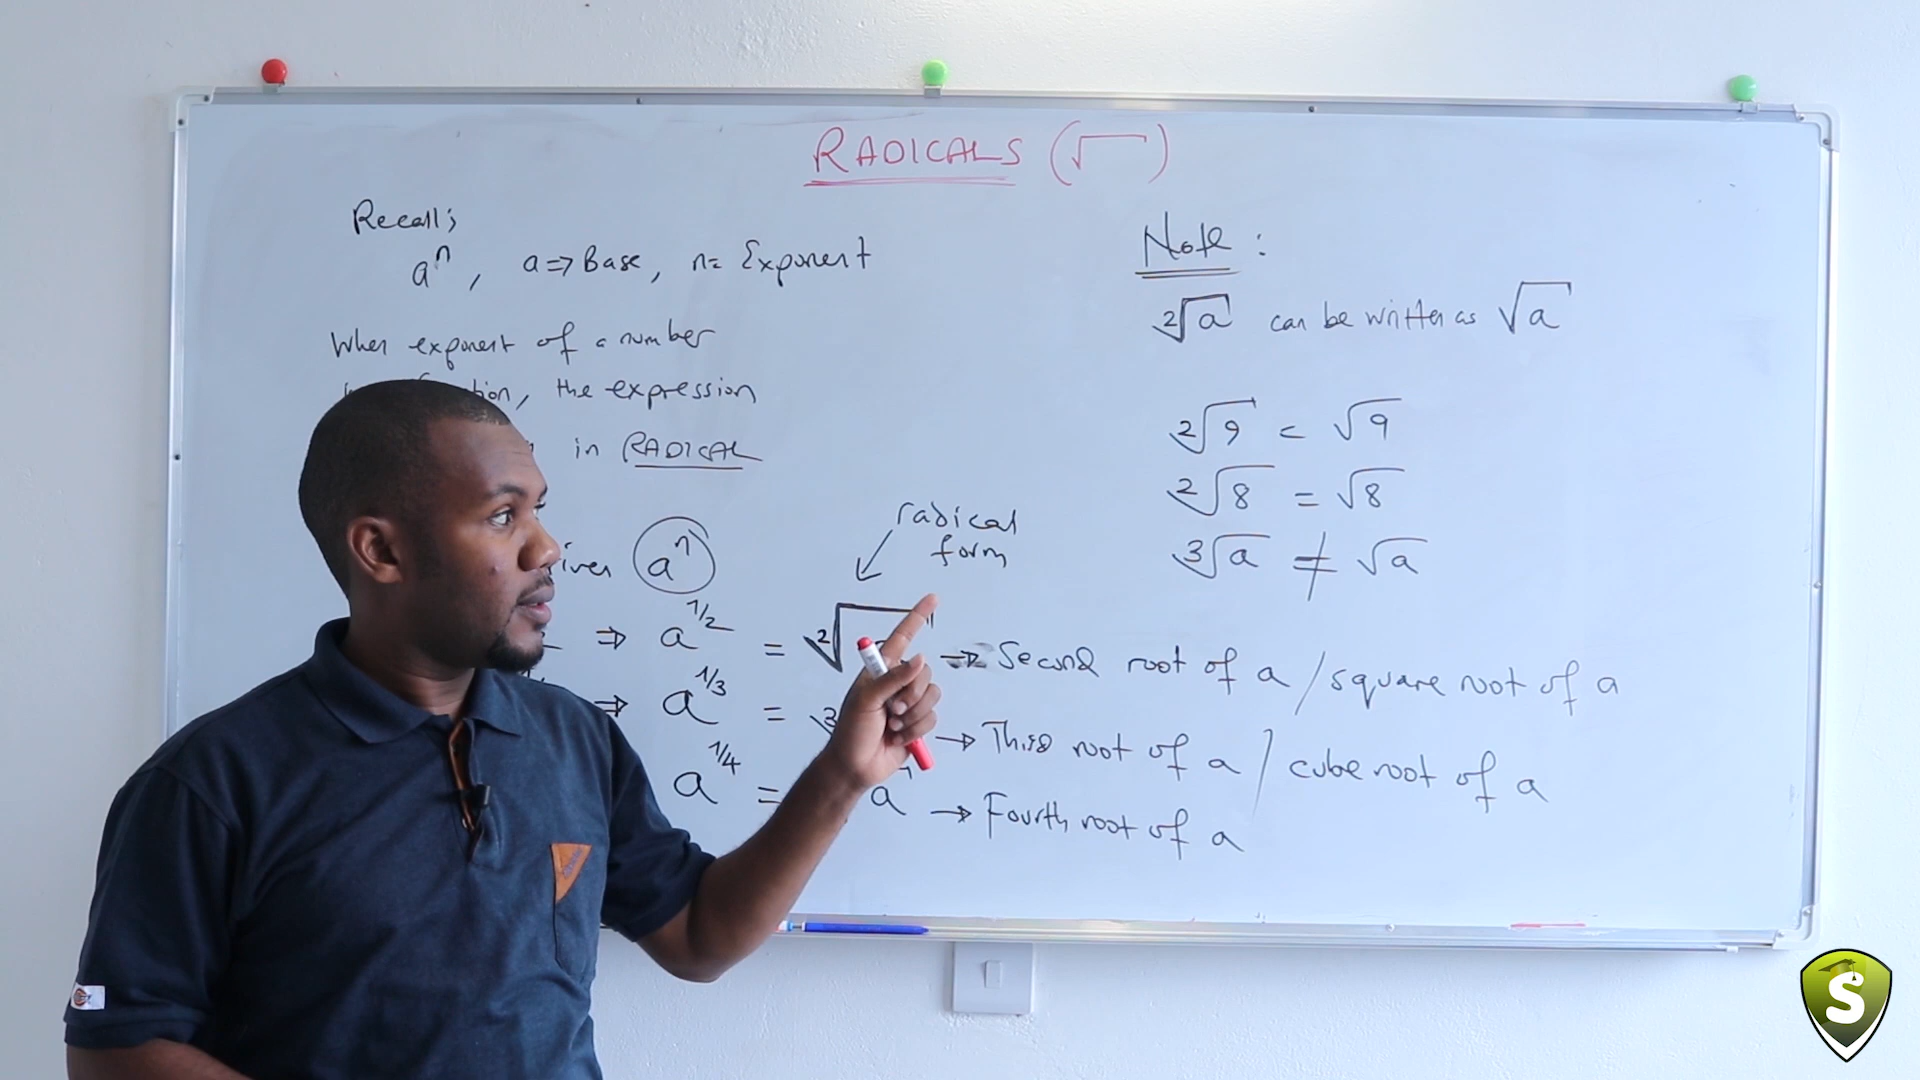 RADICALS (√ )
Recall;
aⁿ, a => Base, n= Exponent
When exponent of a number
the expression
in RADICAL
aⁿ
radical
form
⇒ a^1/2 = ²√
⇒ a^1/3 = 3
a^1/4 = a
→ Second root of a / square root of a
→ Third root of a / cube root of a
→ Fourth root of a
Note :
²√a can be written as √a
²√9 = √9
²√8 = √8
³√a ≠ √a
S